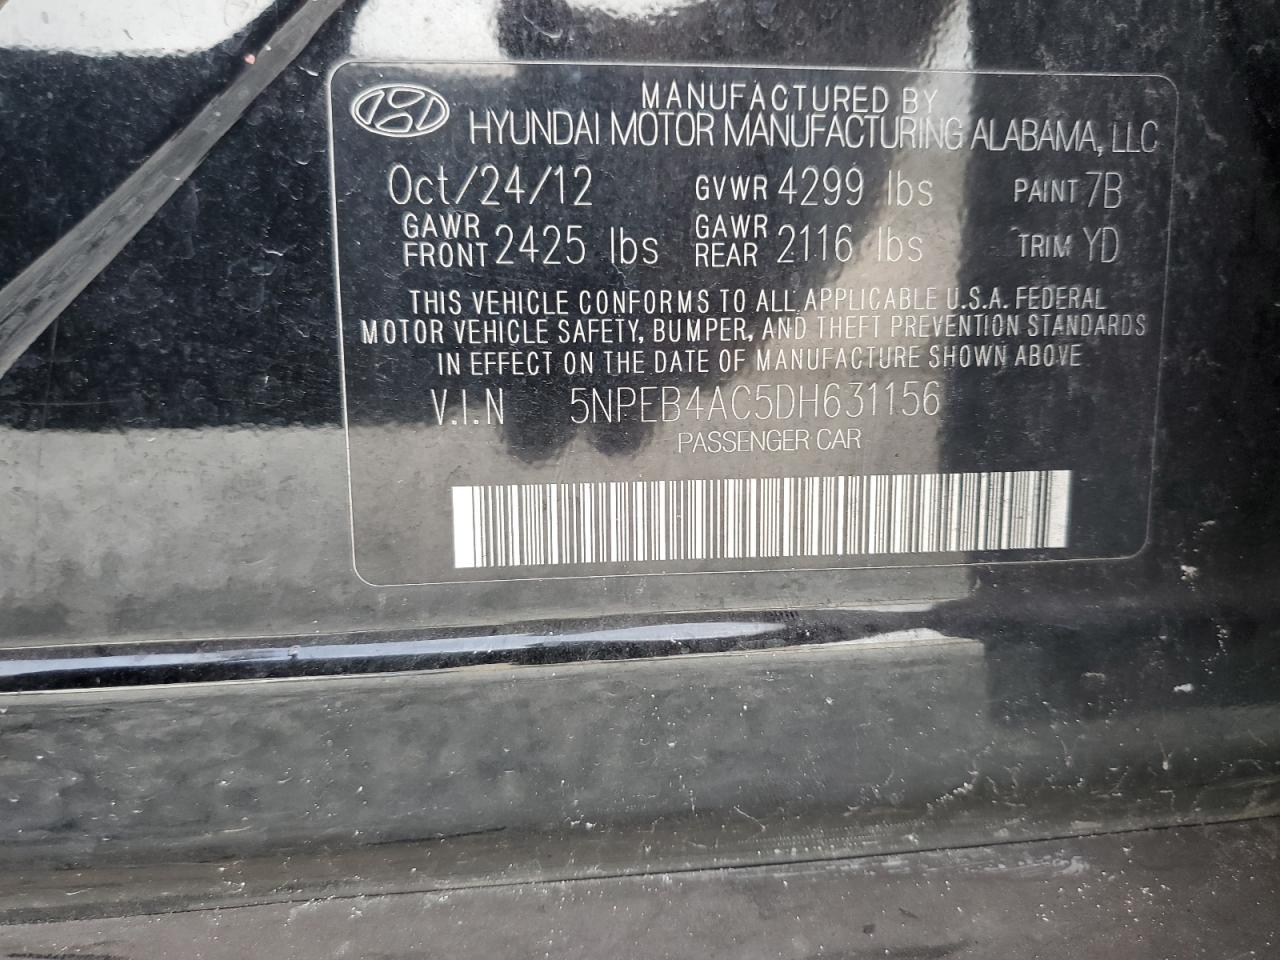 MANUFACTURED BY
HYUNDAI MOTOR MANUFACTURING ALABAMA, LLC
Oct/24/12 GVWR 4299 lbs PAINT 7B
GAWR FRONT 2425 lbs GAWR REAR 2116 lbs TRIM YD
THIS VEHICLE CONFORMS TO ALL APPLICABLE U.S.A. FEDERAL
MOTOR VEHICLE SAFETY, BUMPER, AND THEFT PREVENTION STANDARDS
IN EFFECT ON THE DATE OF MANUFACTURE SHOWN ABOVE
V.I.N 5NPEB4AC5DH631156
PASSENGER CAR